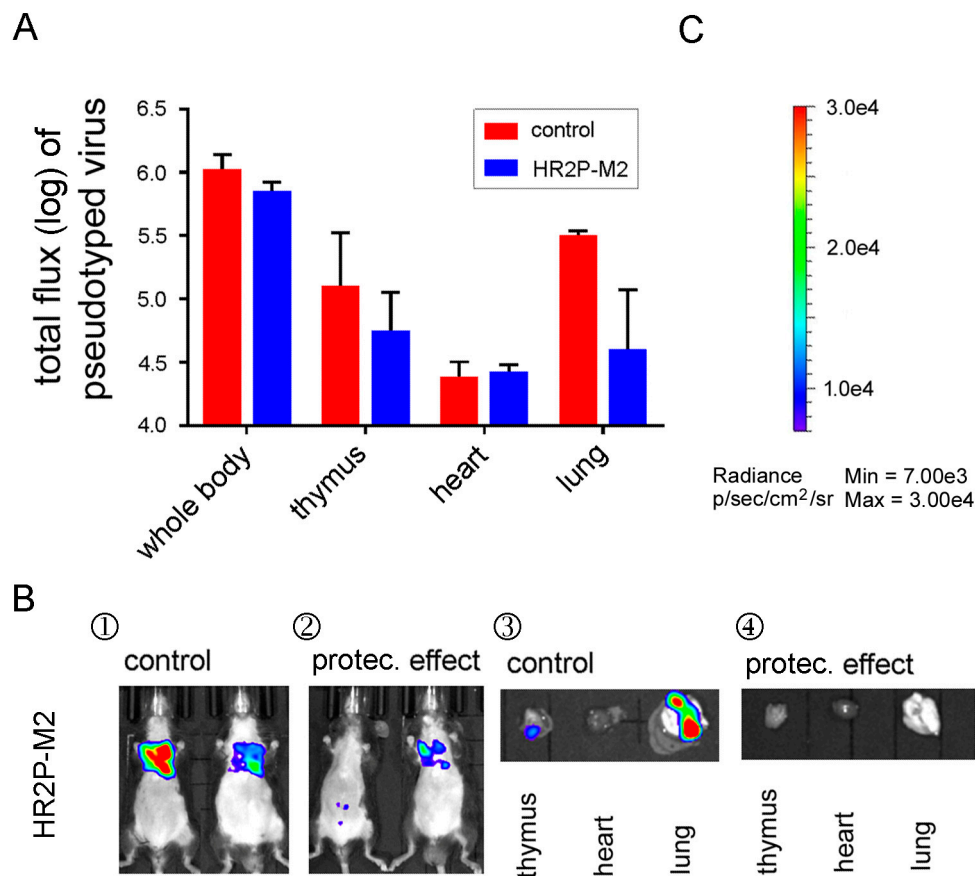 A
C
total flux (log) of
pseudotyped virus
6.5
6.0
5.5
5.0
4.5
4.0
control
HR2P-M2
whole body
thymus
heart
lung
3.0e4
2.0e4
1.0e4
Radiance
p/sec/cm²/sr
Min = 7.00e3
Max = 3.00e4
B
HR2P-M2
①
control
②
protec. effect
③
control
④
protec. effect
thymus
heart
lung
thymus
heart
lung